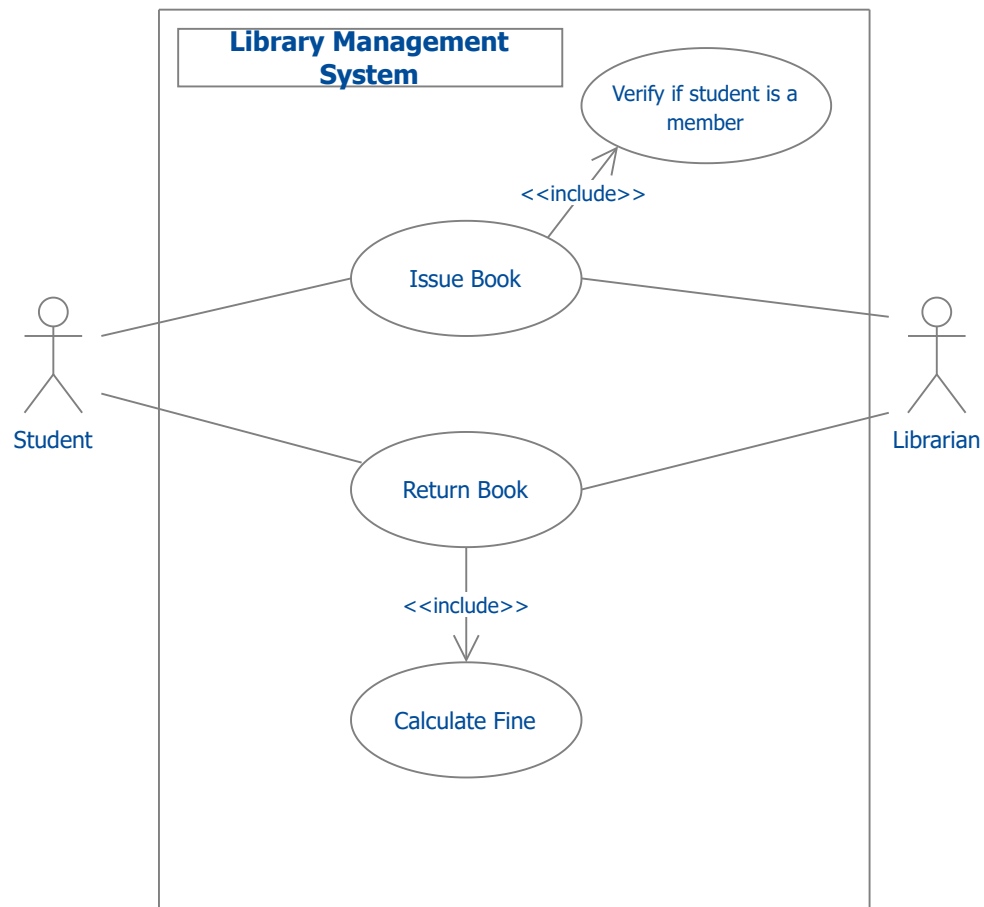 Library Management
System
Verify if student is a
member
<<include>>
Issue Book
Student
Librarian
Return Book
<<include>>
Calculate Fine